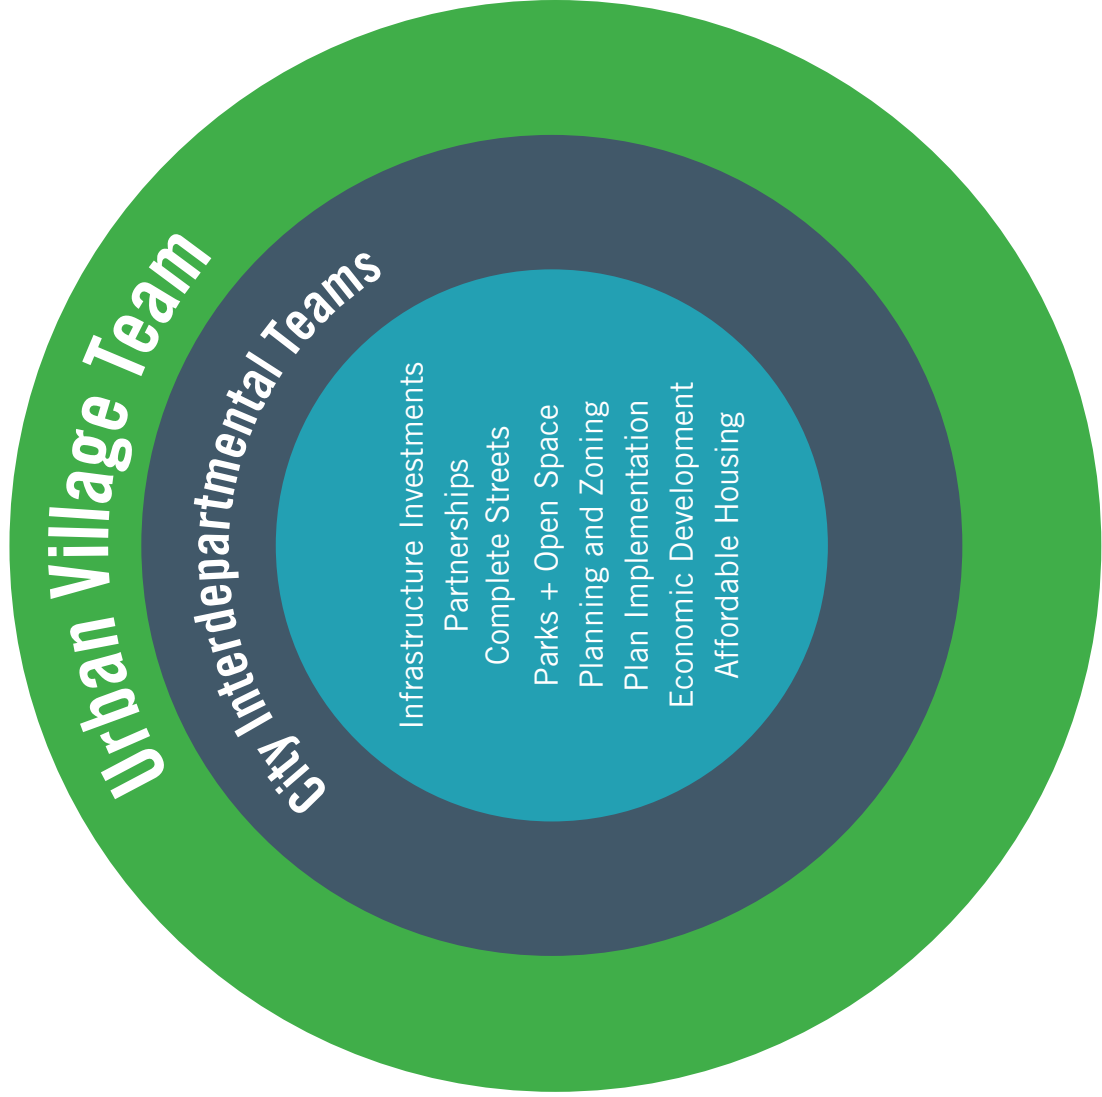 Urban Village Team
City Interdepartmental Teams
Infrastructure Investments
Partnerships
Complete Streets
Parks + Open Space
Planning and Zoning
Plan Implementation
Economic Development
Affordable Housing